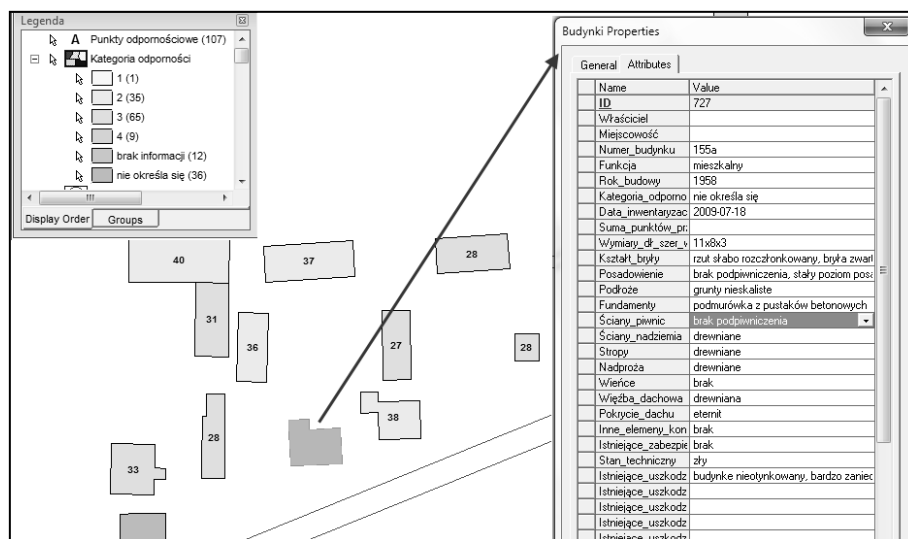 Legenda
A Punkty odpornościowe (107)
Kategoria odporności
1 (1)
2 (35)
3 (65)
4 (9)
brak informacji (12)
nie określa się (36)
Display Order Groups
40
37
28
31
36
27
28
28
38
33
Budynki Properties
General Attributes
Name Value
ID 727
Właściciel
Miejscowość
Numer_budynku 155a
Funkcja mieszkalny
Rok_budowy 1958
Kategoria_odporno nie określa się
Data_inwentaryzac 2009-07-18
Suma_punktów_prz
Wymiary_dł_szer_w 11x8x3
Kształt_bryły rzut słabo rozczłonkowany, bryła zwart
Posadowienie brak podpiwniczenia, stały poziom posa
Podłoże grunty nieskaliste
Fundamenty podmurówka z pustaków betonowych
Ściany_piwnic brak podpiwniczenia
Ściany_nadziemia drewniane
Stropy drewniane
Nadproża drewniane
Wieńce brak
Więźba_dachowa drewniana
Pokrycie_dachu eternit
Inne_elemeny_kon brak
Istniejące_zabezpie brak
Stan_techniczny zły
Istniejące_uszkodz budynke nieotynkowany, bardzo zaniec
Istniejące_uszkodz
Istniejące_uszkodz
Istniejące_uszkodz
Istniejące_uszkodz